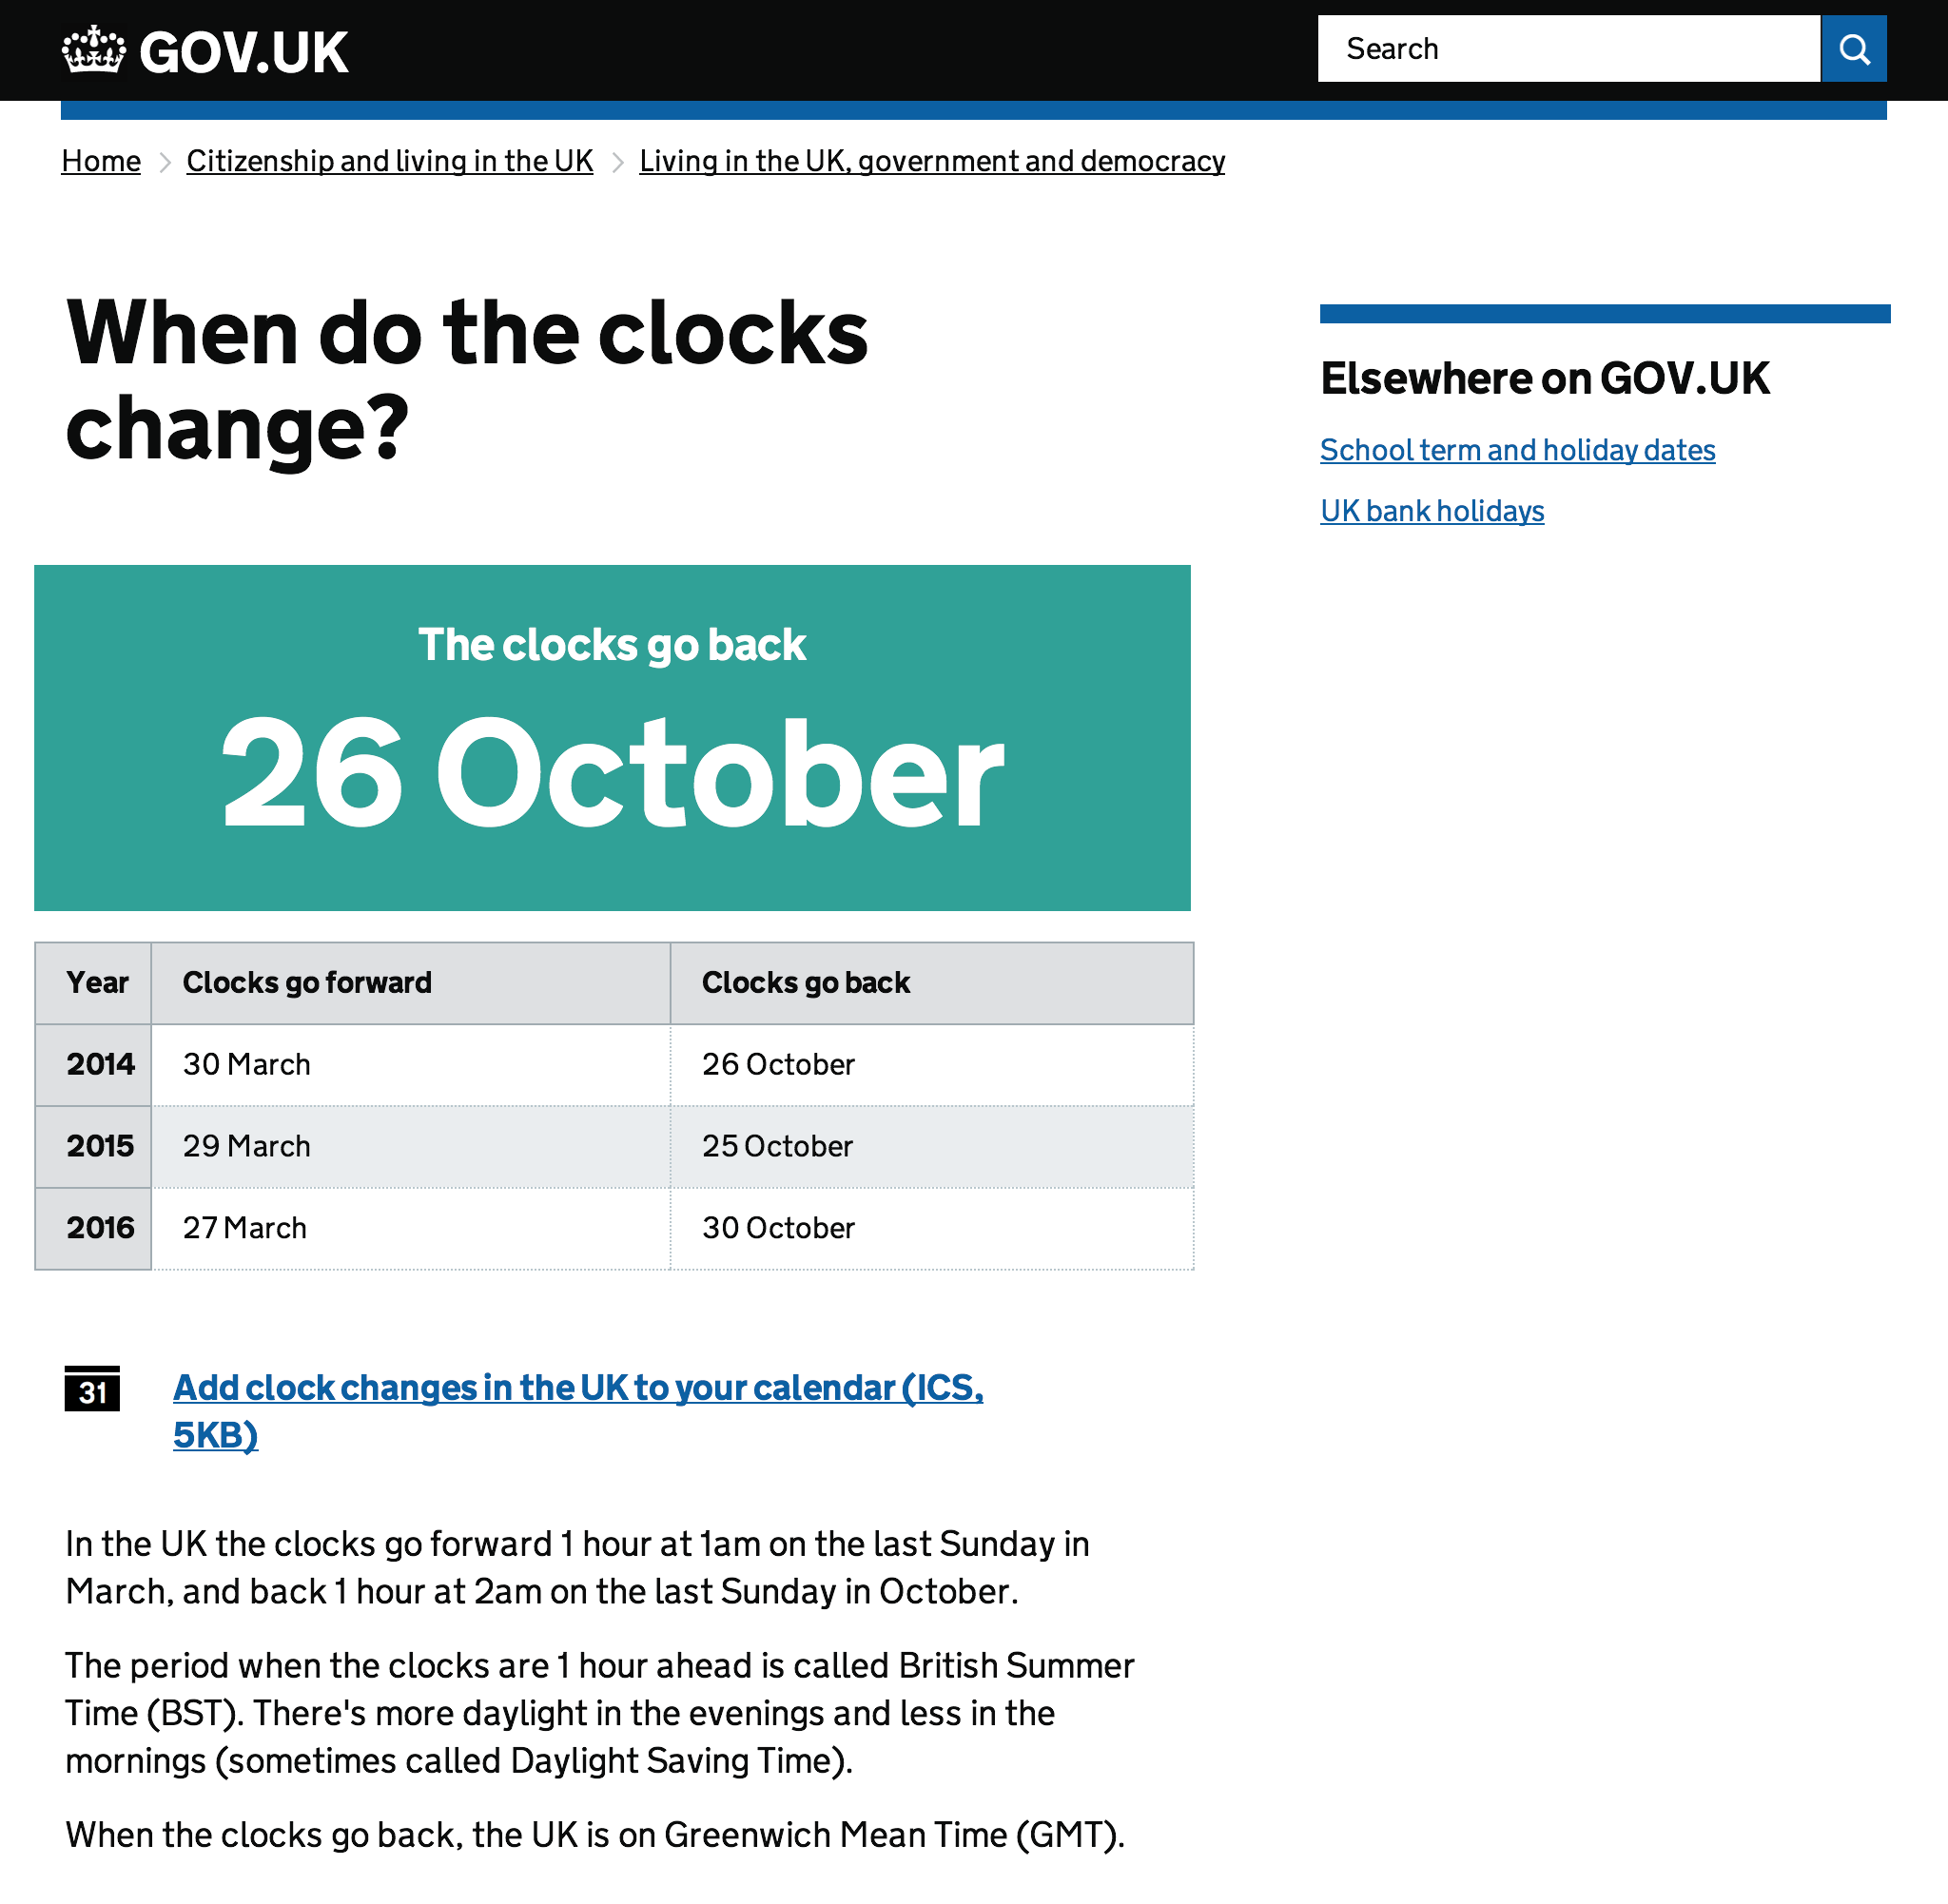 GOV.UK
Search
Home
Citizenship and living in the UK
Living in the UK, government and democracy
When do the clocks
change?
The clocks go back
26 October
Year Clocks go forward Clocks go back
2014 30 March 26 October
2015 29 March 25 October
2016 27 March 30 October
31
Add clock changes in the UK to your calendar (ICS,
5KB)
In the UK the clocks go forward 1 hour at 1am on the last Sunday in
March, and back 1 hour at 2am on the last Sunday in October.
The period when the clocks are 1 hour ahead is called British Summer
Time (BST). There's more daylight in the evenings and less in the
mornings (sometimes called Daylight Saving Time).
When the clocks go back, the UK is on Greenwich Mean Time (GMT).
Elsewhere on GOV.UK
School term and holiday dates
UK bank holidays